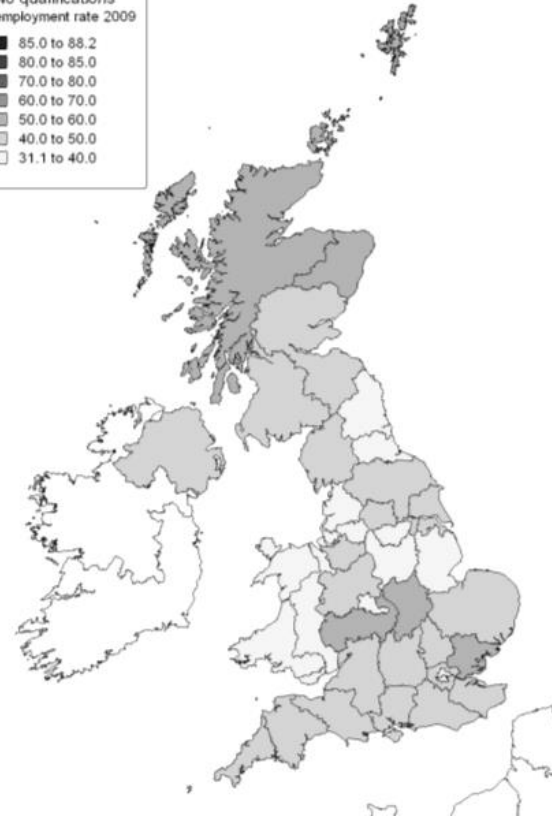 No qualifications
employment rate 2009
85.0 to 88.2
80.0 to 85.0
70.0 to 80.0
60.0 to 70.0
50.0 to 60.0
40.0 to 50.0
31.1 to 40.0